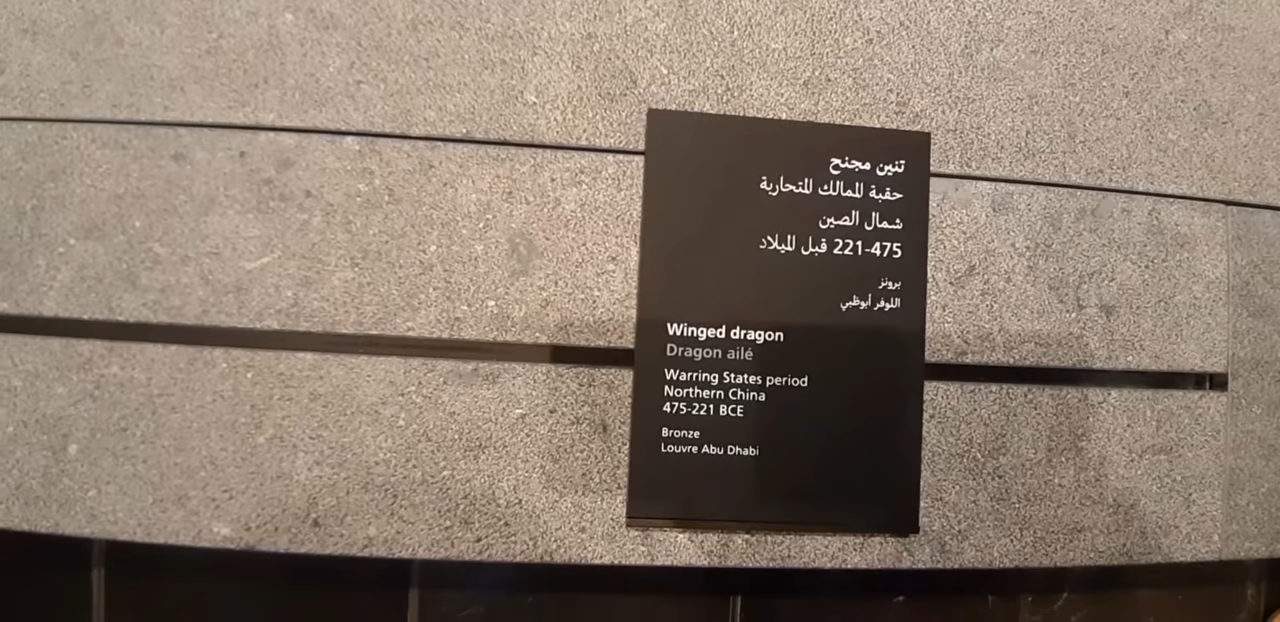 تنين مجنح
حقبة الممالك المتحاربة
شمال الصين
221-475 قبل الميلاد
برونز
اللوفر أبوظبي
Winged dragon
Dragon ailé
Warring States period
Northern China
475-221 BCE
Bronze
Louvre Abu Dhabi